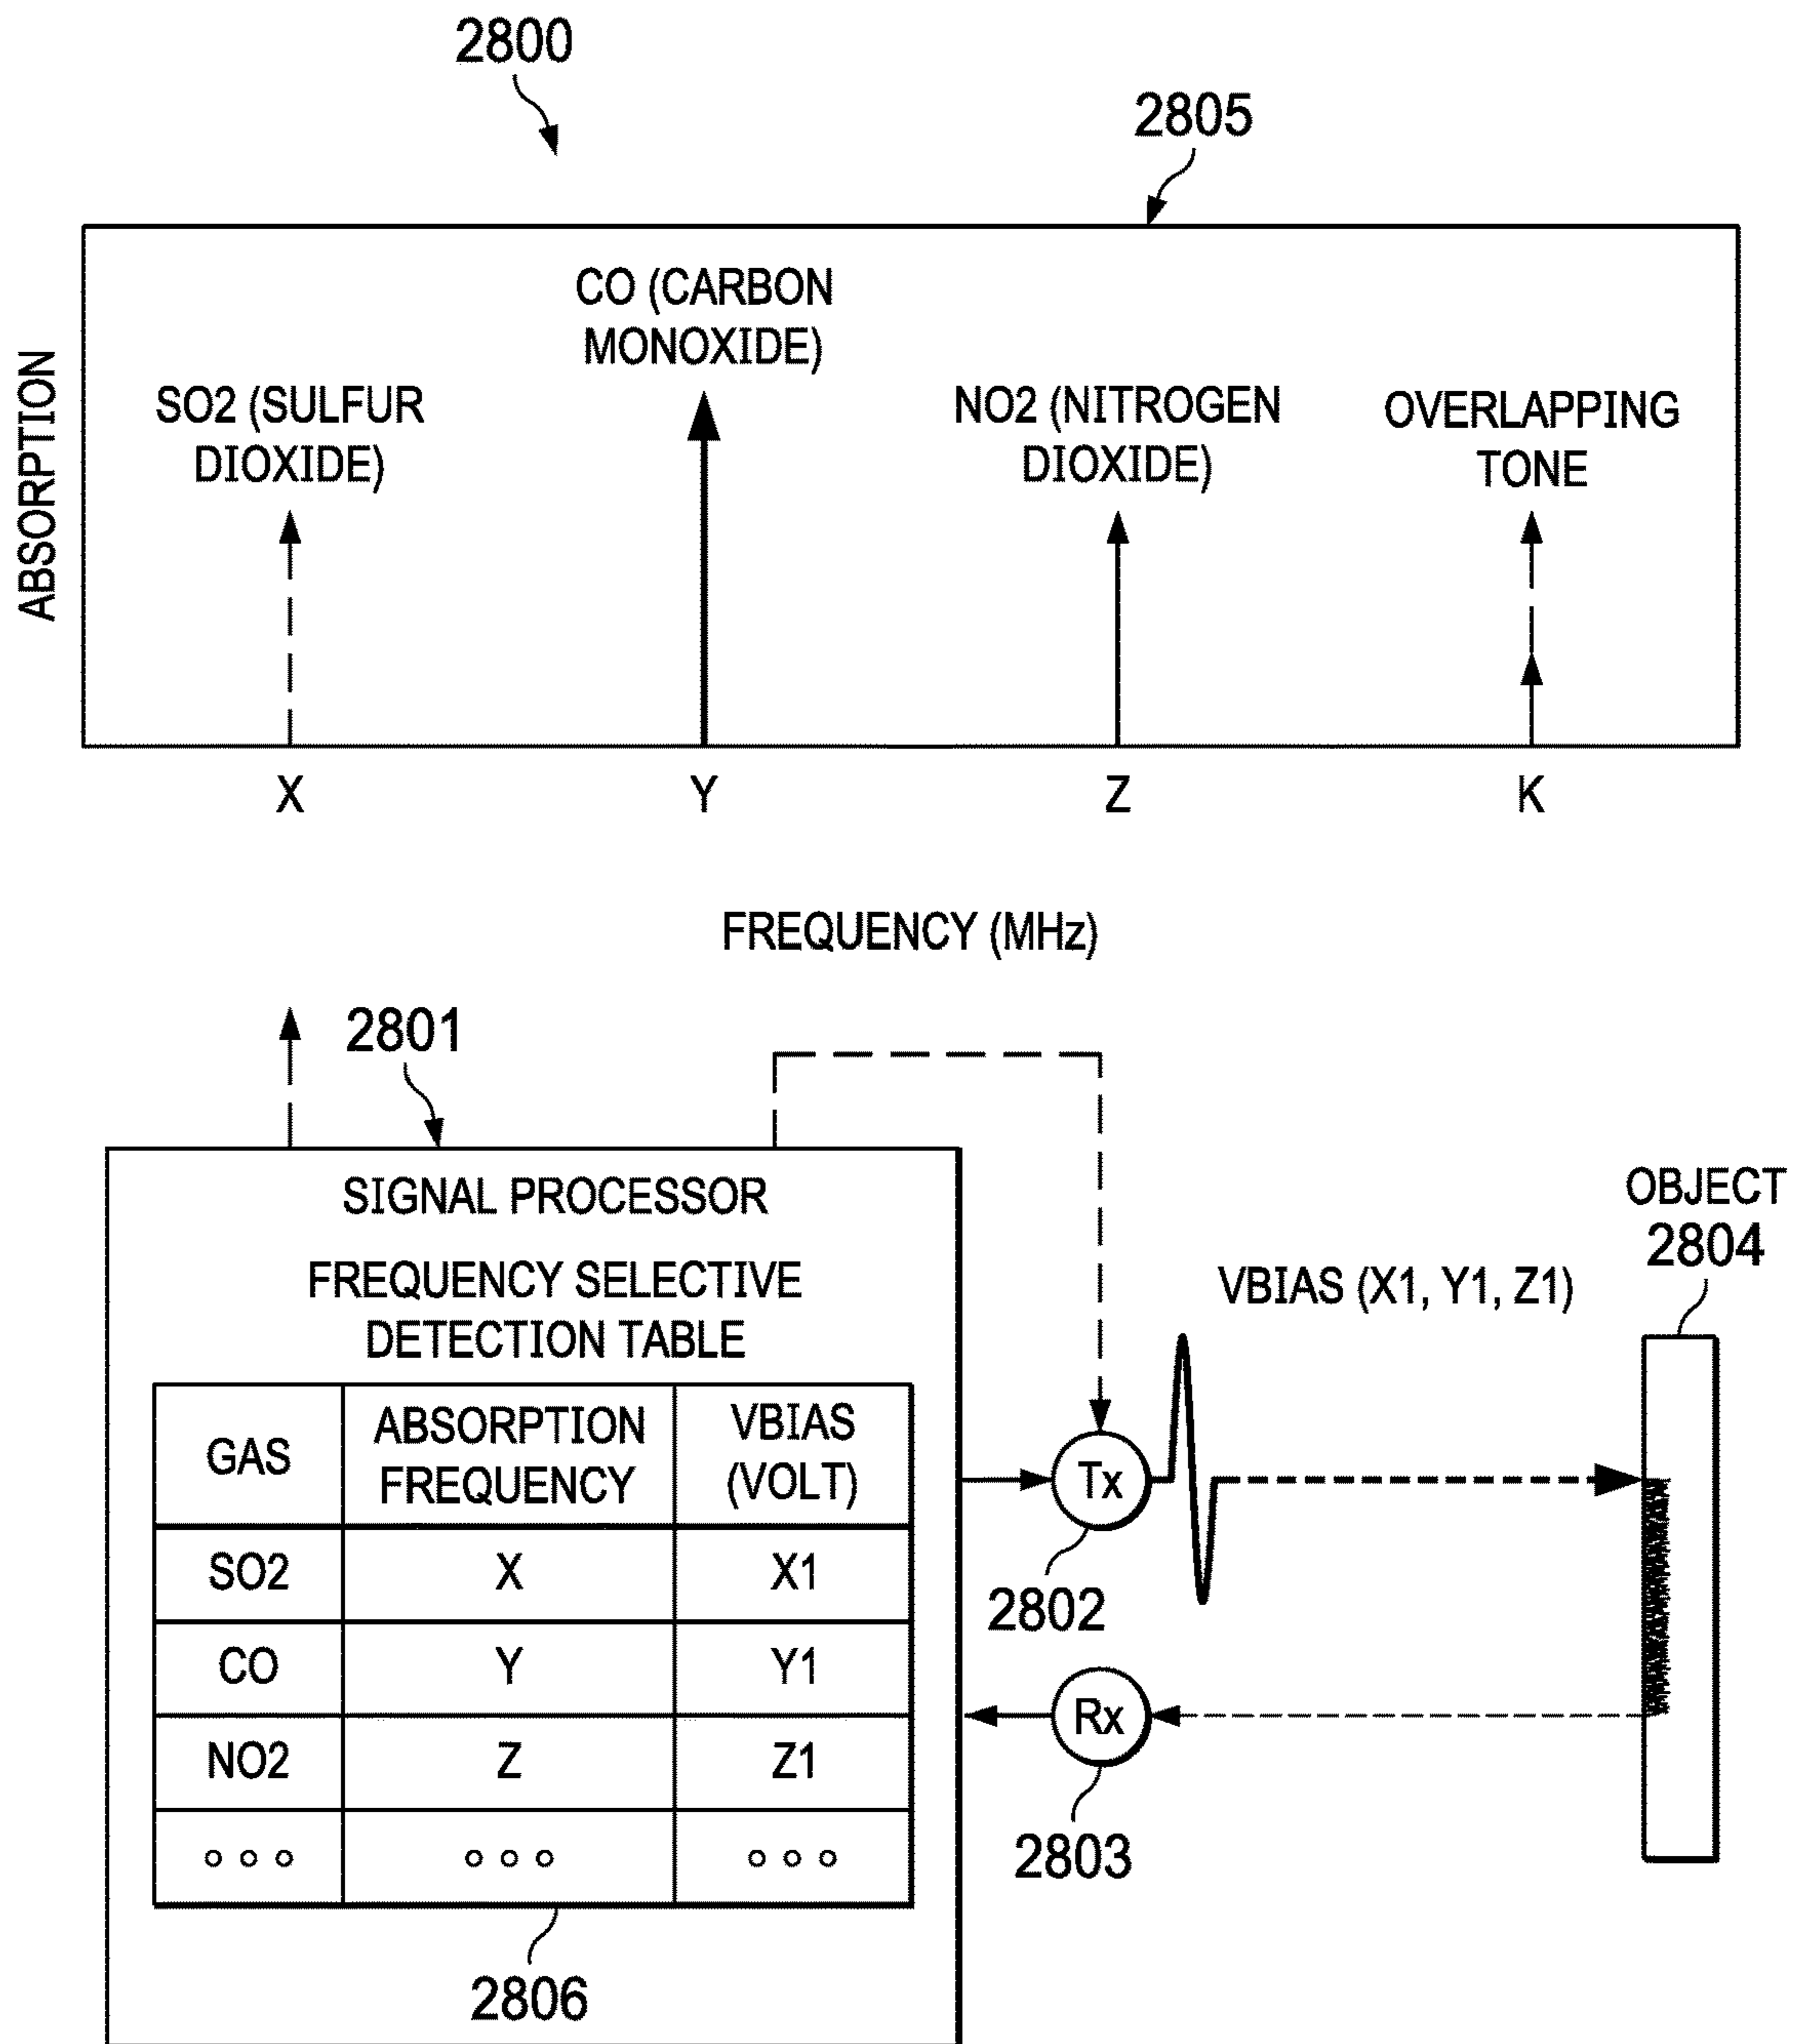 2800
2805
ABSORPTION
CO (CARBON
MONOXIDE)
SO2 (SULFUR
DIOXIDE)
NO2 (NITROGEN
DIOXIDE)
OVERLAPPING
TONE
X Y Z K
FREQUENCY (MHz)
2801
SIGNAL PROCESSOR
FREQUENCY SELECTIVE
DETECTION TABLE
GAS
ABSORPTION
FREQUENCY
VBIAS
(VOLT)
SO2 X X1
CO Y Y1
NO2 Z Z1
2806
Tx
2802
Rx
2803
VBIAS (X1, Y1, Z1)
OBJECT
2804